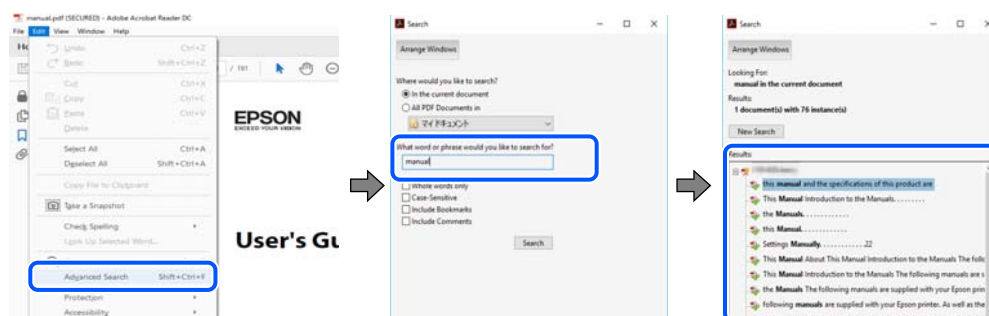 manual.pdf (SECURED) - Adobe Acrobat Reader DC
File Edit View Window Help
Undo Ctrl+Z
Redo Shift+Ctrl+Z
Cut Ctrl+X
Copy Ctrl+C
Paste Ctrl+V
Delete
Select All Ctrl+A
Deselect All Shift+Ctrl+A
Copy File to Clipboard
Take a Snapshot
Check Spelling
Look Up Selected Word...
Advanced Search Shift+Ctrl+F
Protection
Accessibility
/ 181
EPSON
EXCEED YOUR VISION
User's Gu
Search
Arrange Windows
Where would you like to search?
In the current document
All PDF Documents in
マイ ドキュメント
What word or phrase would you like to search for?
manual
Whole words only
Case-Sensitive
Include Bookmarks
Include Comments
Search
Search
Arrange Windows
Looking For:
manual in the current document
Results:
1 document(s) with 76 instance(s)
New Search
Results:
this manual and the specifications of this product are
This Manual Introduction to the Manuals. . . . . . . .
the Manuals. . . . . . . . . . . .
this Manual. . . . . . . . . . . .
Settings Manually. . . . . . . . . . . .22
This Manual About This Manual Introduction to the Manuals The follo
This Manual Introduction to the Manuals The following manuals are s
the Manuals The following manuals are supplied with your Epson prin
following manuals are supplied with your Epson printer. As well as the